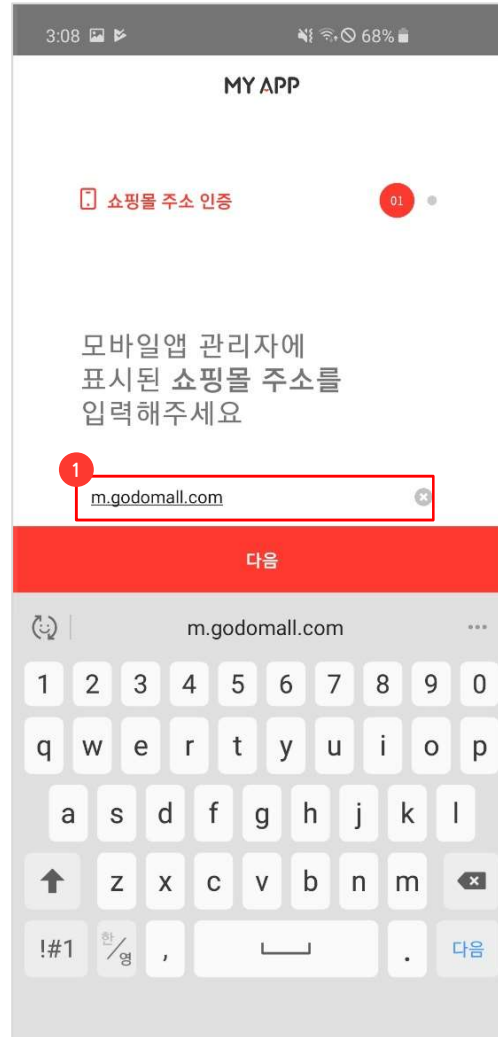 3:08 68%
MY APP
쇼핑몰 주소 인증 01
모바일앱 관리자에
표시된 쇼핑몰 주소를
입력해주세요
1
m.godomall.com
다음
m.godomall.com
1 2 3 4 5 6 7 8 9 0
q w e r t y u i o p
a s d f g h j k l
z x c v b n m
!#1 한/영 , . 다음